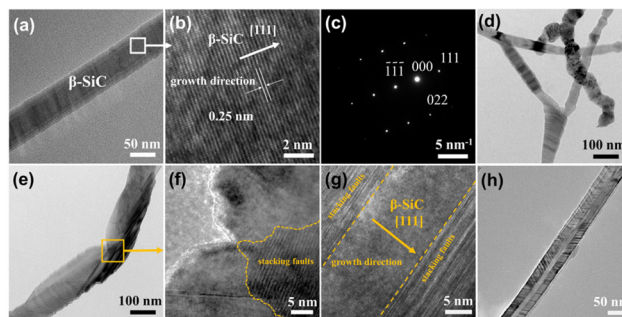 (a)
β-SiC
50 nm
(b)
β-SiC
[111]
growth direction
0.25 nm
2 nm
(c)
000
111
1̅1̅1̅
022
5 nm⁻¹
(d)
100 nm
(e)
100 nm
(f)
stacking faults
5 nm
(g)
stacking faults
β-SiC
[111]
growth direction
stacking faults
5 nm
(h)
50 nm